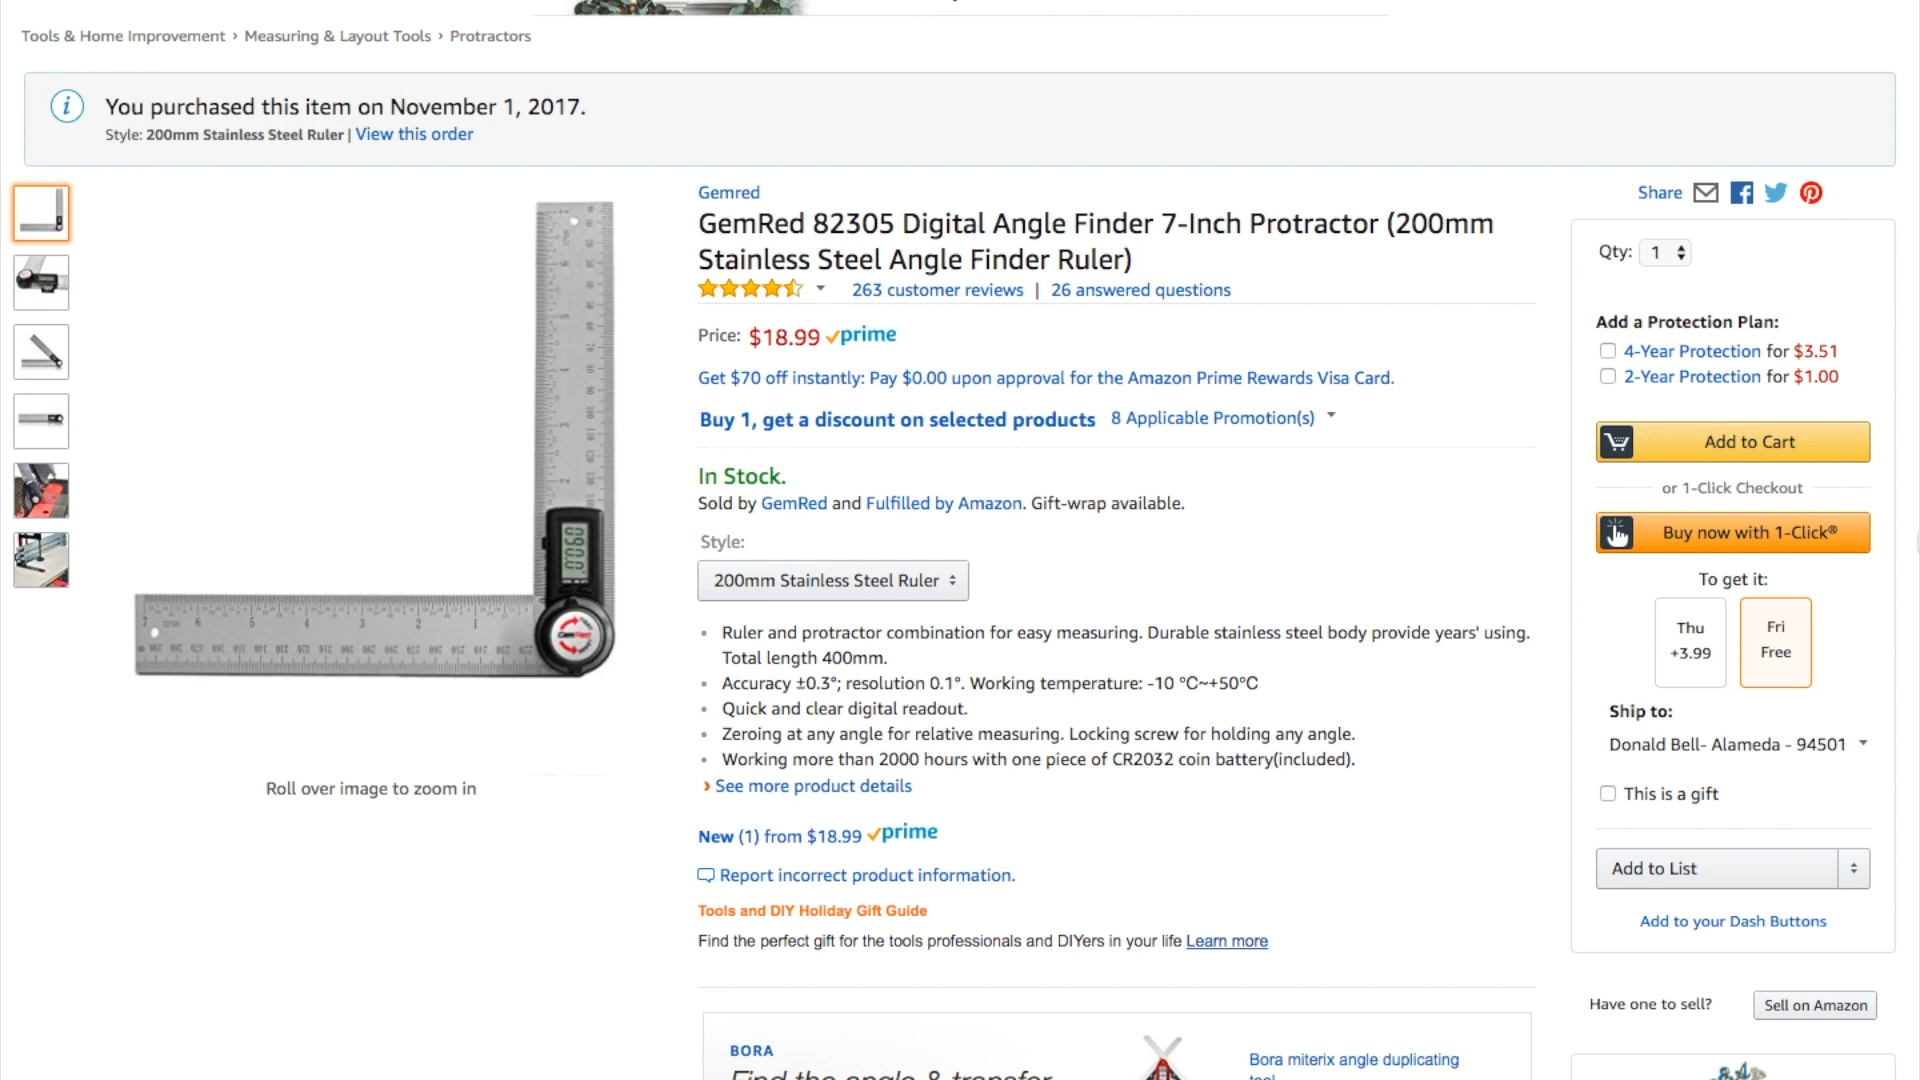 Tools & Home Improvement › Measuring & Layout Tools › Protractors
You purchased this item on November 1, 2017.
Style: 200mm Stainless Steel Ruler | View this order
Gemred
GemRed 82305 Digital Angle Finder 7-Inch Protractor (200mm
Stainless Steel Angle Finder Ruler)
263 customer reviews | 26 answered questions
Price: $18.99 prime
Get $70 off instantly: Pay $0.00 upon approval for the Amazon Prime Rewards Visa Card.
Buy 1, get a discount on selected products 8 Applicable Promotion(s)
In Stock.
Sold by GemRed and Fulfilled by Amazon. Gift-wrap available.
Style:
200mm Stainless Steel Ruler
• Ruler and protractor combination for easy measuring. Durable stainless steel body provide years' using.
Total length 400mm.
• Accuracy ±0.3°; resolution 0.1°. Working temperature: -10 °C~+50°C
• Quick and clear digital readout.
• Zeroing at any angle for relative measuring. Locking screw for holding any angle.
• Working more than 2000 hours with one piece of CR2032 coin battery(included).
› See more product details
New (1) from $18.99 prime
Report incorrect product information.
Tools and DIY Holiday Gift Guide
Find the perfect gift for the tools professionals and DIYers in your life Learn more
BORA
Find the angle & transfer
Bora miterix angle duplicating
7 6 5 4 3 2 1
GemRed
Roll over image to zoom in
Share
Qty: 1
Add a Protection Plan:
4-Year Protection for $3.51
2-Year Protection for $1.00
Add to Cart
or 1-Click Checkout
Buy now with 1-Click®
To get it:
Thu
+3.99
Fri
Free
Ship to:
Donald Bell- Alameda - 94501
This is a gift
Add to List
Add to your Dash Buttons
Have one to sell? Sell on Amazon